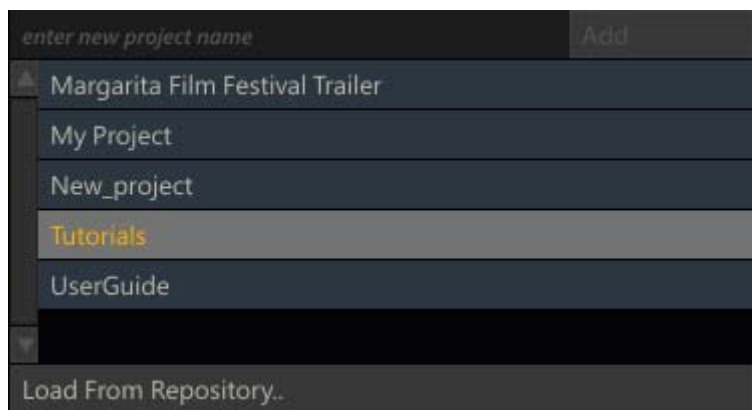 enter new project name
Add
Margarita Film Festival Trailer
My Project
New_project
Tutorials
UserGuide
Load From Repository..